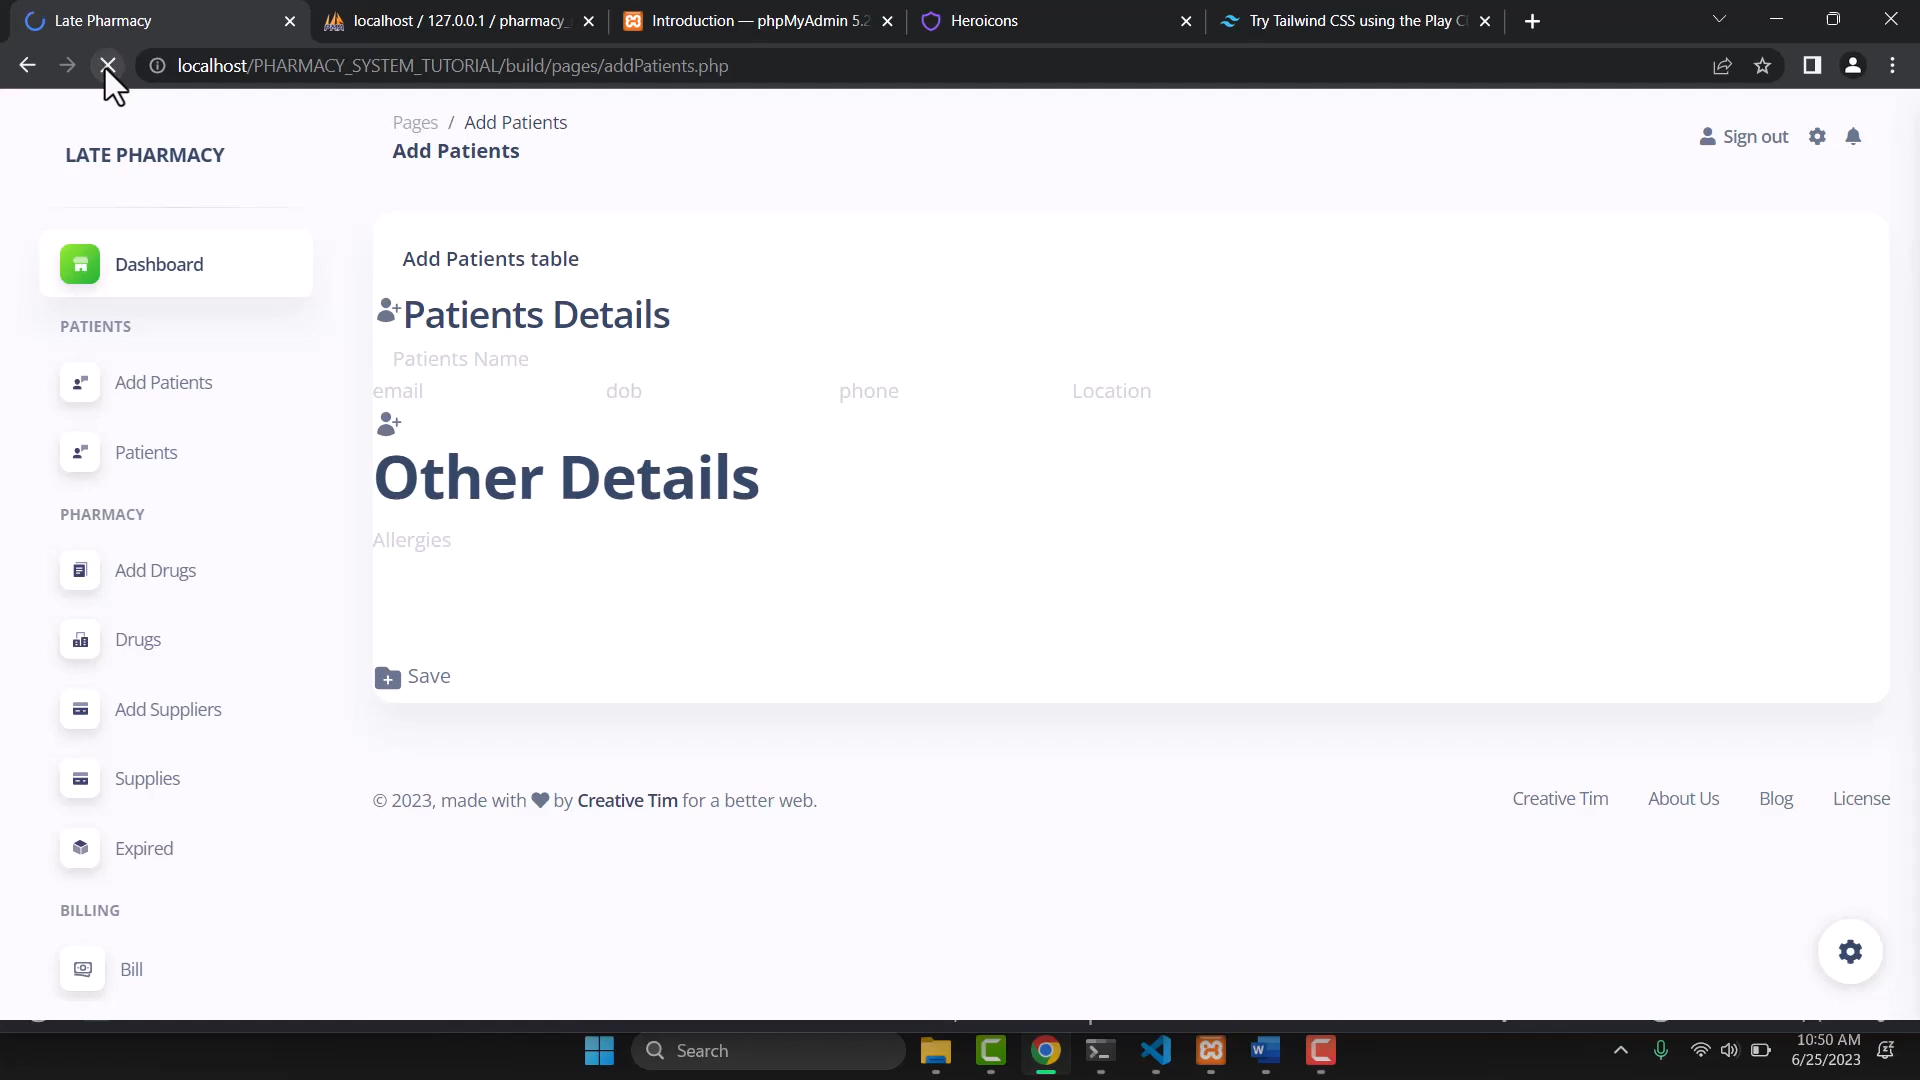 Late Pharmacy
localhost / 127.0.0.1 / pharmacy_
Introduction — phpMyAdmin 5.2
Heroicons
Try Tailwind CSS using the Play C
localhost/PHARMACY_SYSTEM_TUTORIAL/build/pages/addPatients.php
LATE PHARMACY
Pages / Add Patients
Add Patients
Sign out
Dashboard
PATIENTS
Add Patients
Patients
PHARMACY
Add Drugs
Drugs
Add Suppliers
Supplies
Expired
BILLING
Bill
Add Patients table
Patients Details
Patients Name
email dob phone Location
Other Details
Allergies
Save
© 2023, made with by Creative Tim for a better web.
Creative Tim About Us Blog License
Search
10:50 AM
6/25/2023